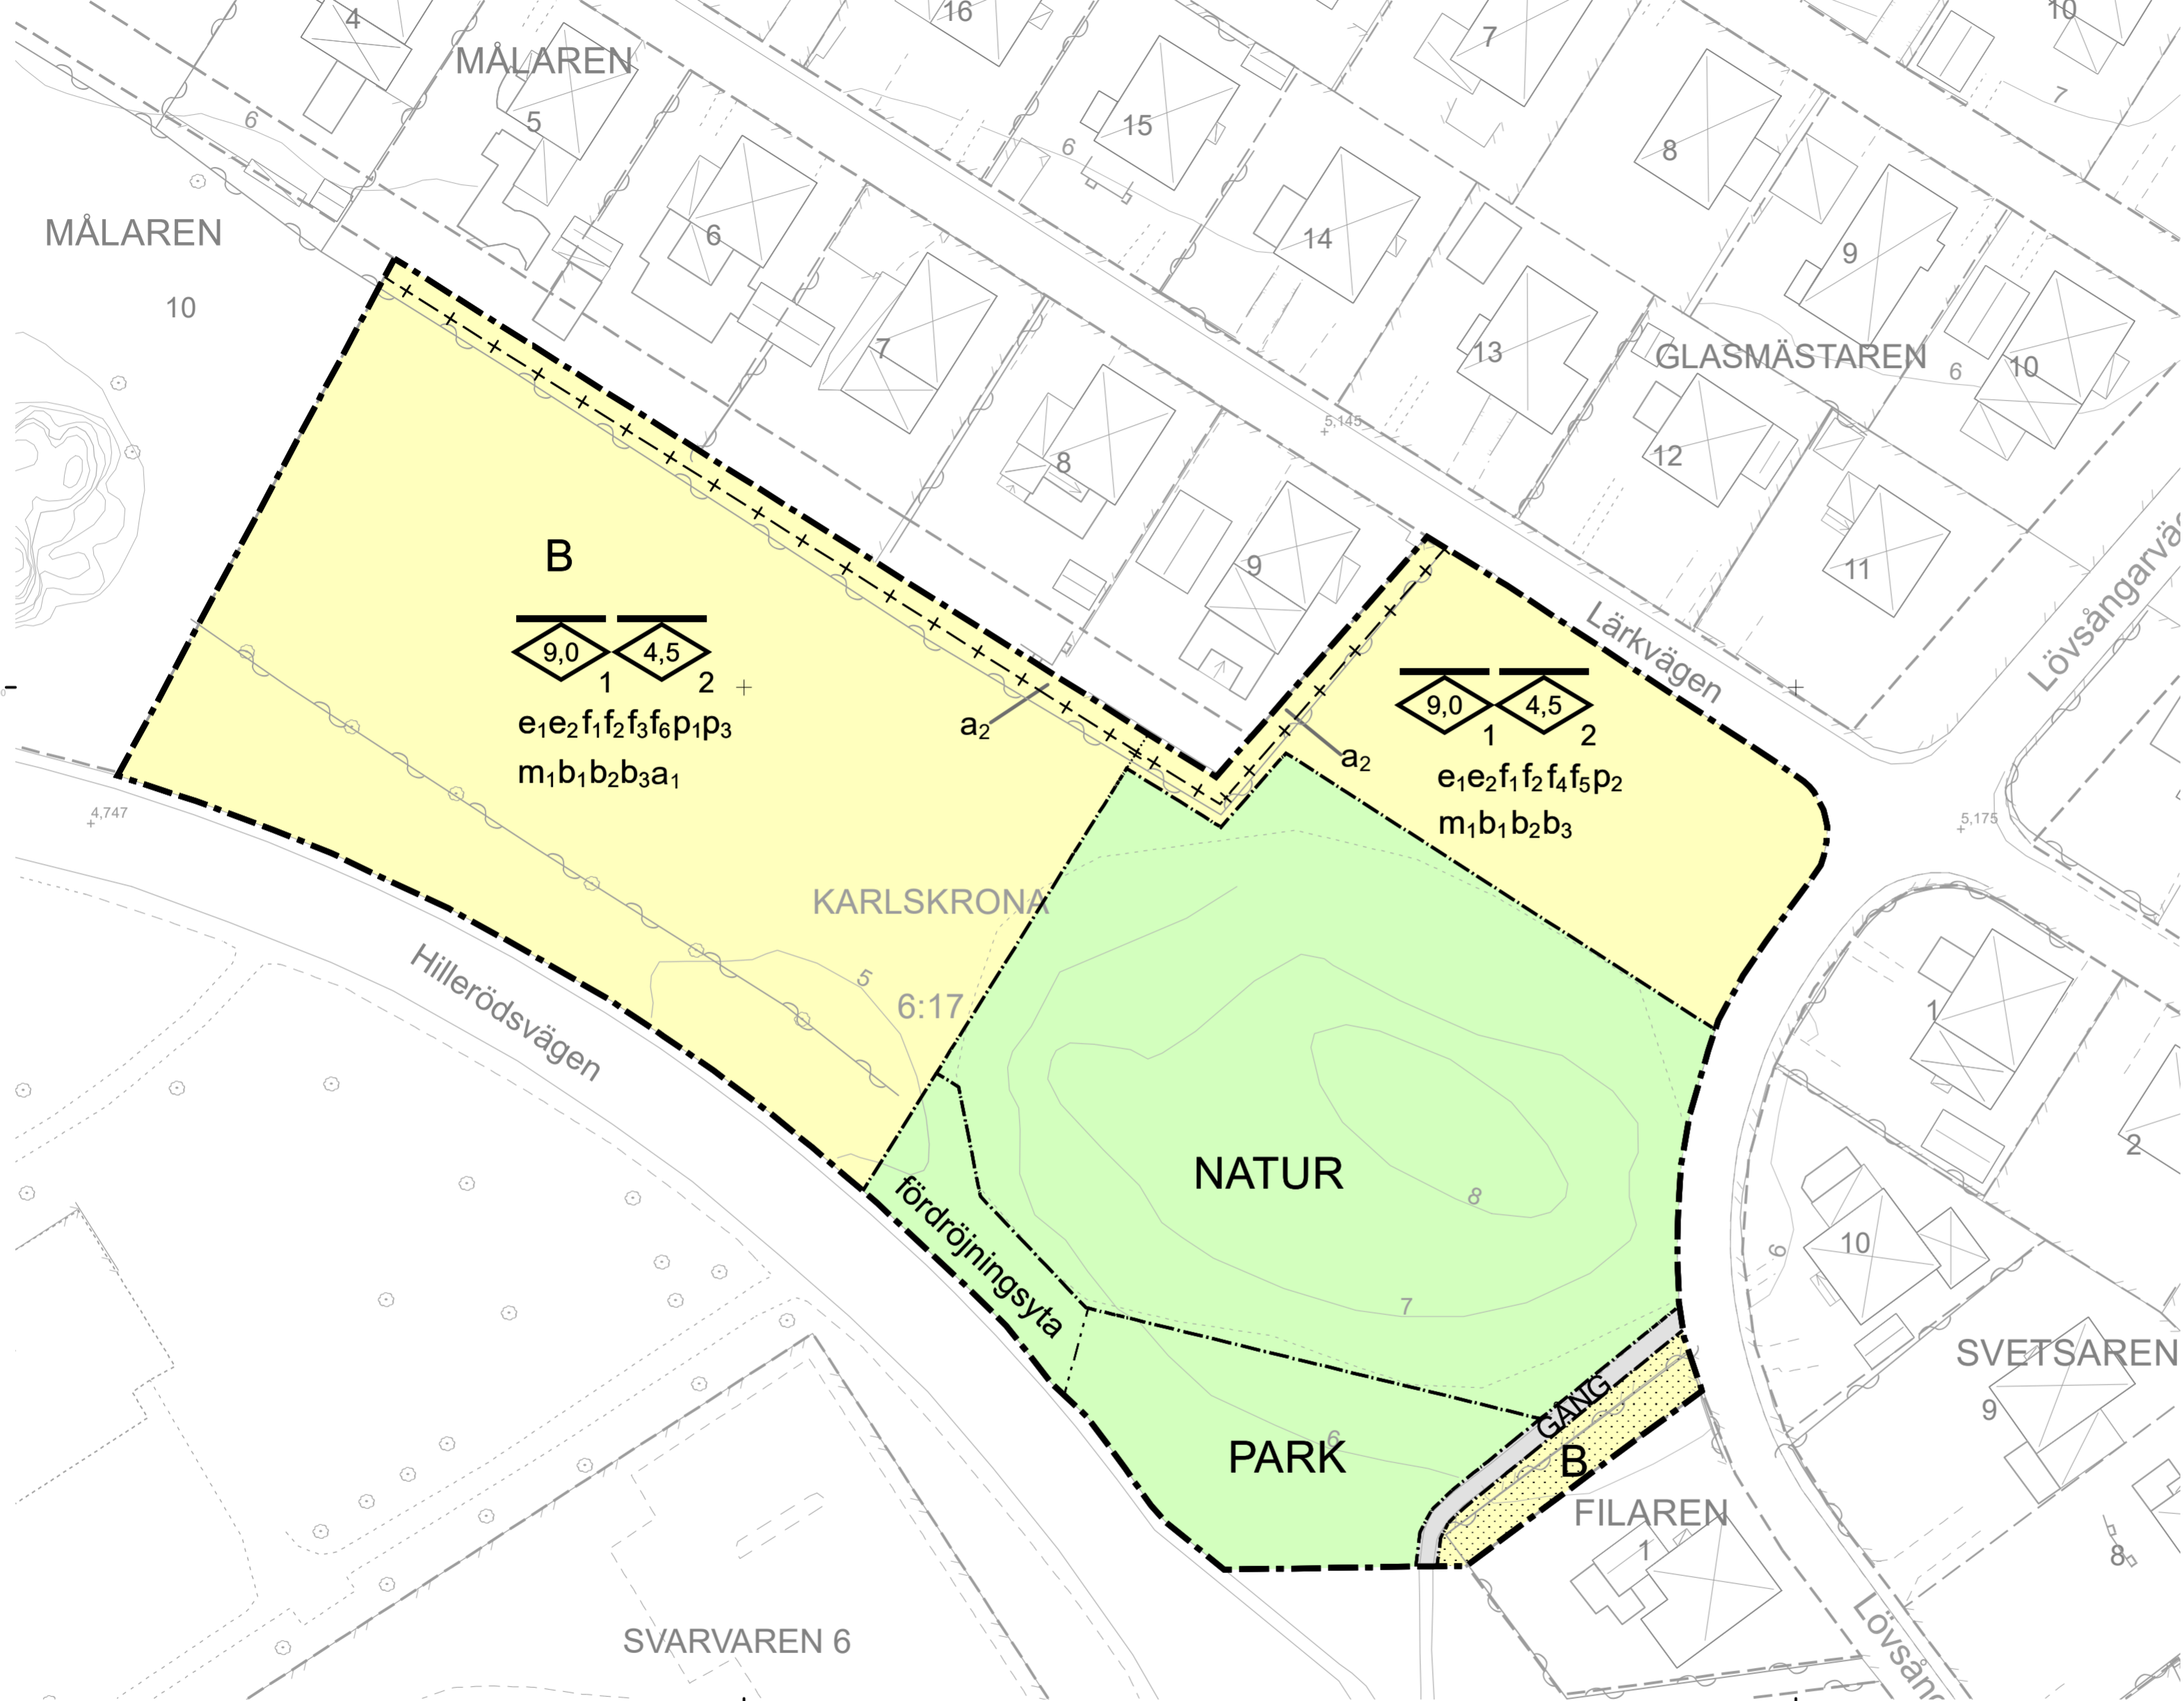 4
MÅLAREN
16
7
10
5
15
8
7
6
6
6
MÅLAREN
14
9
10
7
13
GLASMÄSTAREN
6
10
5,145
8
12
9
11
B
Lärkvägen
9,0
4,5
1
2
e1e2f1f2f3f6p1p3
m1b1b2b3a1
a2
9,0
4,5
1
2
a2
e1e2f1f2f4f5p2
m1b1b2b3
4,747
5,175
KARLSKRONA
5
6:17
Hillerödsvägen
1
2
NATUR
8
fördröjningsyta
10
6
7
SVETSAREN
9
GÅNG
6
PARK
B
FILAREN
1
8
SVARVAREN 6